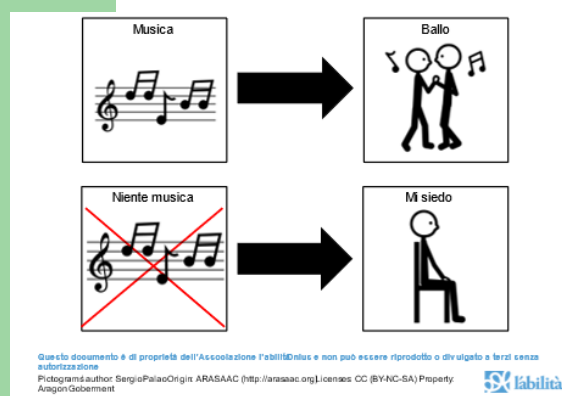 Musica
Ballo
Niente musica
Mi siedo
Questo documento è di proprietà dell'Associazione l'abilitàOnlus e non può essere riprodotto o divulgato a terzi senza
autorizzazione
Pictograms author: Sergio Palao Origin: ARASAAC (http://arasaac.org) Licenses: CC (BY-NC-SA) Property:
Aragon Goberment
l'abilità